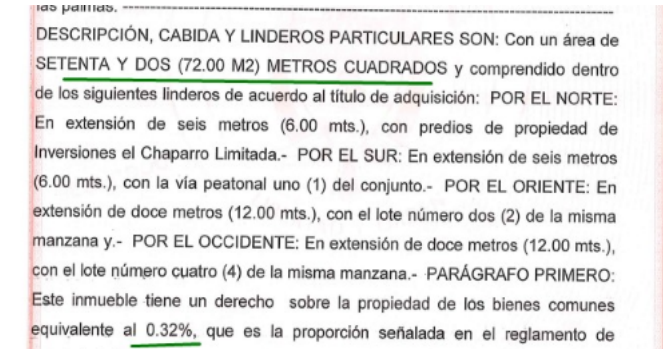 las palmas. ---
DESCRIPCIÓN, CABIDA Y LINDEROS PARTICULARES SON: Con un área de
SETENTA Y DOS (72.00 M2) METROS CUADRADOS y comprendido dentro
de los siguientes linderos de acuerdo al título de adquisición: POR EL NORTE:
En extensión de seis metros (6.00 mts.), con predios de propiedad de
Inversiones el Chaparro Limitada.- POR EL SUR: En extensión de seis metros
(6.00 mts.), con la vía peatonal uno (1) del conjunto.- POR EL ORIENTE: En
extensión de doce metros (12.00 mts.), con el lote número dos (2) de la misma
manzana y.- POR EL OCCIDENTE: En extensión de doce metros (12.00 mts.),
con el lote número cuatro (4) de la misma manzana.- PARÁGRAFO PRIMERO:
Este inmueble tiene un derecho sobre la propiedad de los bienes comunes
equivalente al 0.32%, que es la proporción señalada en el reglamento de